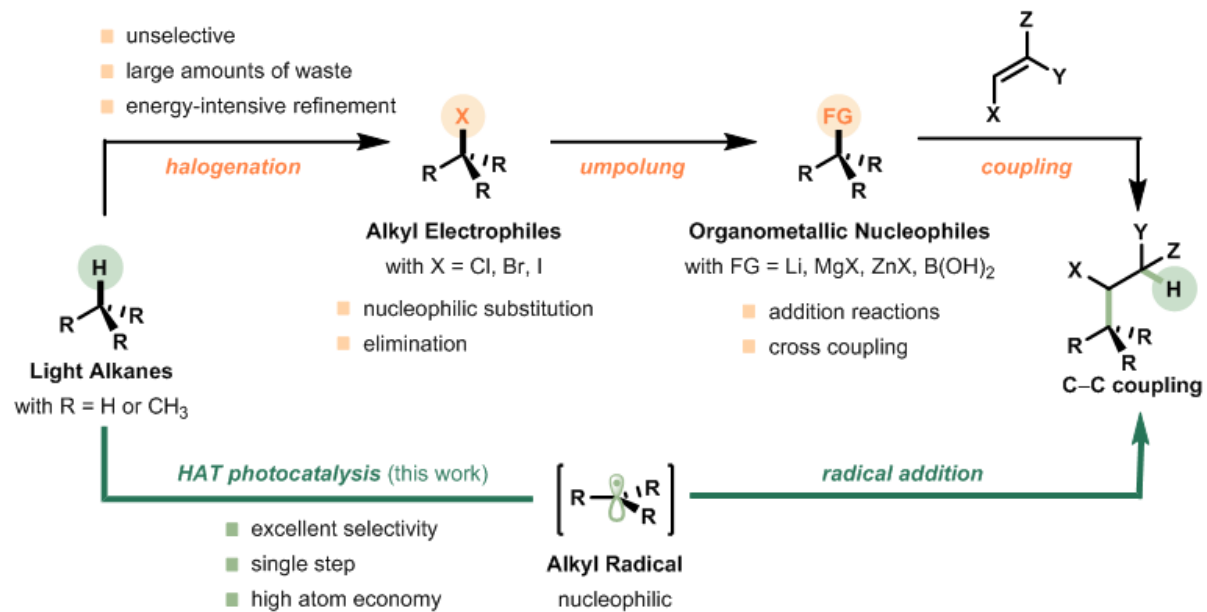 unselective
large amounts of waste
energy-intensive refinement
Z
Y
X
X
R
R
R
FG
R
R
R
halogenation
umpolung
coupling
Alkyl Electrophiles
with X = Cl, Br, I
nucleophilic substitution
elimination
Organometallic Nucleophiles
with FG = Li, MgX, ZnX, B(OH)₂
addition reactions
cross coupling
H
R
R
R
Light Alkanes
with R = H or CH₃
Y
Z
X
H
R
R
R
C–C coupling
HAT photocatalysis (this work)
radical addition
excellent selectivity
single step
high atom economy
R
R
R
Alkyl Radical
nucleophilic